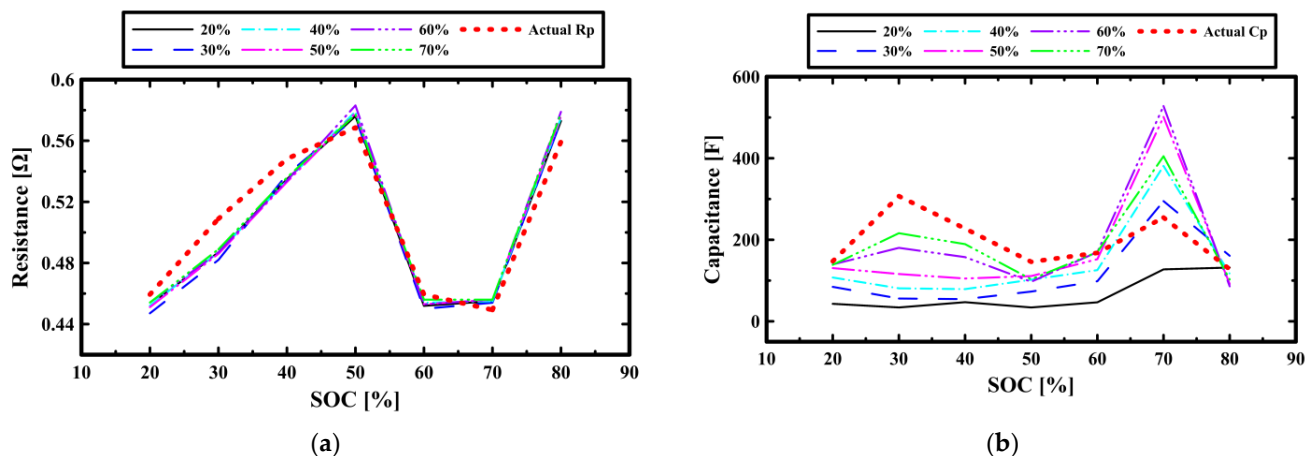 20% 40% 60% Actual Rp
30% 50% 70%
0.6
0.56
0.52
0.48
0.44
Resistance [Ω]
10 20 30 40 50 60 70 80 90
SOC [%]
(a)
20% 40% 60% Actual Cp
30% 50% 70%
600
400
200
0
Capacitance [F]
10 20 30 40 50 60 70 80 90
SOC [%]
(b)